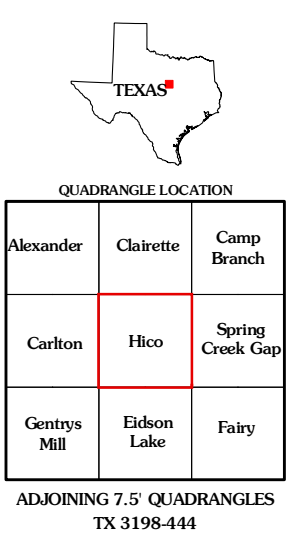 TEXAS
QUADRANGLE LOCATION
Alexander
Clairette
Camp
Branch
Carlton
Hico
Spring
Creek Gap
Gentrys
Mill
Eidson
Lake
Fairy
ADJOINING 7.5' QUADRANGLES
TX 3198-444